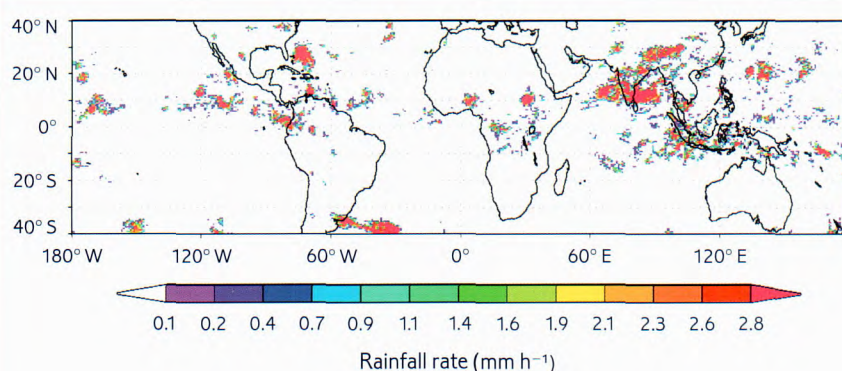 40° N
20° N
0°
20° S
40° S
180° W 120° W 60° W 0° 60° E 120° E
0.1 0.2 0.4 0.7 0.9 1.1 1.4 1.6 1.9 2.1 2.3 2.6 2.8
Rainfall rate (mm h⁻¹)